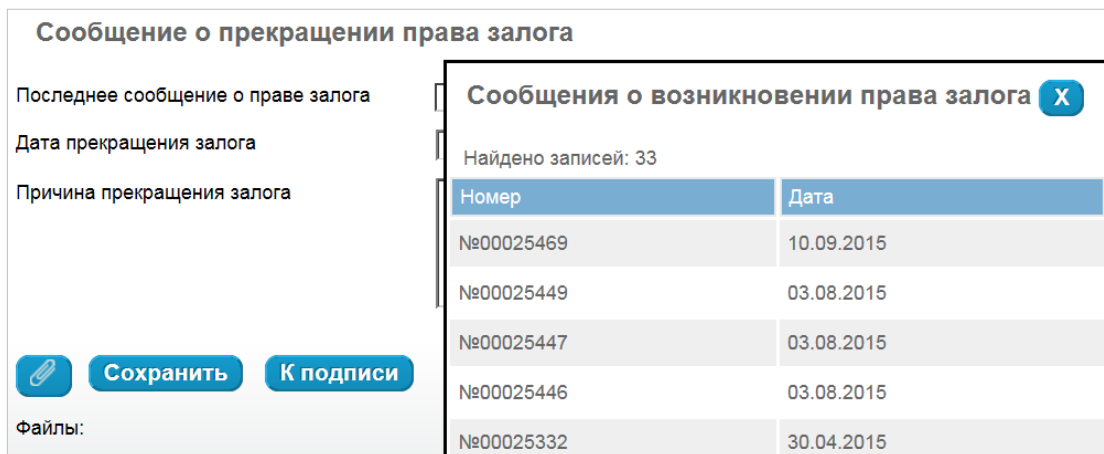 Сообщение о прекращении права залога
Последнее сообщение о праве залога
Дата прекращения залога
Причина прекращения залога
Сохранить
К подписи
Файлы:
Сообщения о возникновении права залога X
Найдено записей: 33
Номер Дата
№00025469 10.09.2015
№00025449 03.08.2015
№00025447 03.08.2015
№00025446 03.08.2015
№00025332 30.04.2015